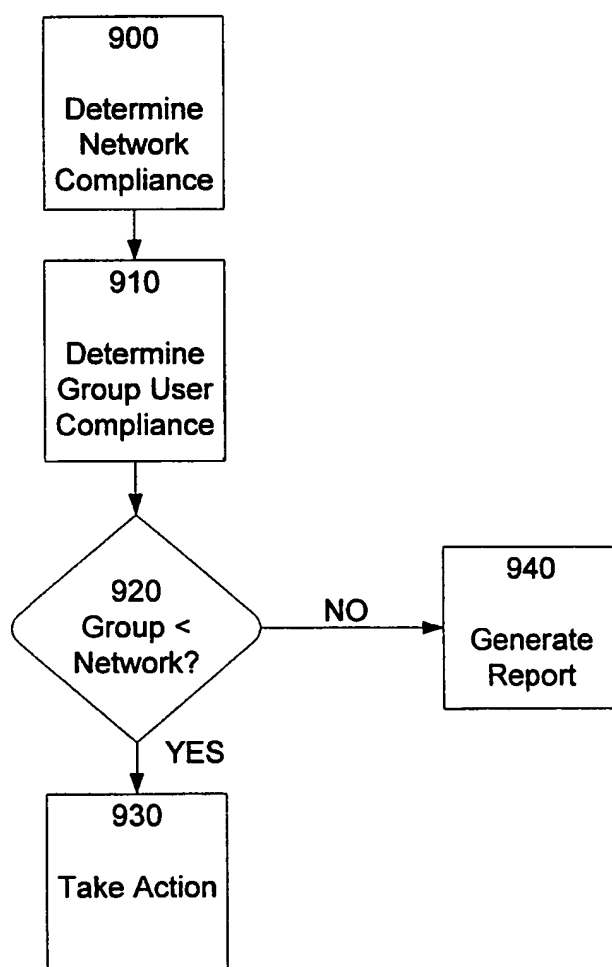 900
Determine
Network
Compliance
910
Determine
Group User
Compliance
920
Group <
Network?
NO
940
Generate
Report
YES
930
Take Action